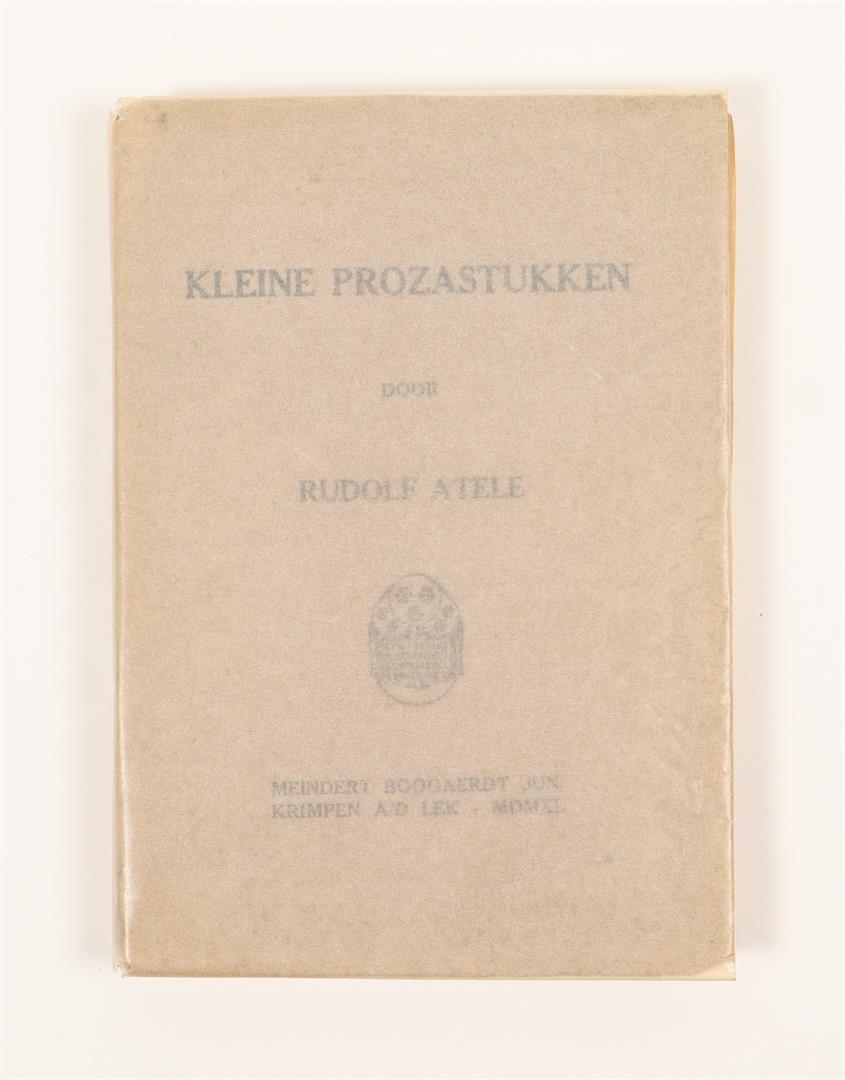 KLEINE PROZASTUKKEN
DOOR
RUDOLF ATELE
MEINDERT BOOGAERDT JUN.
KRIMPEN A/D LEK - MDMXI.